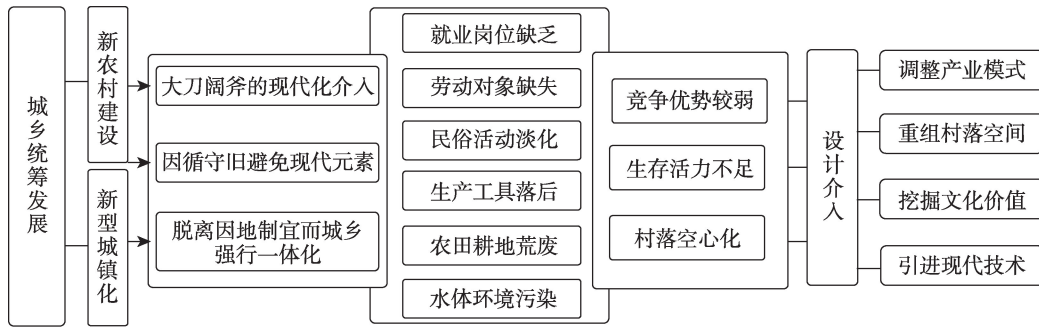 城乡统筹发展
新农村建设
新型城镇化
大刀阔斧的现代化介入
因循守旧避免现代元素
脱离因地制宜而城乡
强行一体化
就业岗位缺乏
劳动对象缺失
民俗活动淡化
生产工具落后
农田耕地荒废
水体环境污染
竞争优势较弱
生存活力不足
村落空心化
设计介入
调整产业模式
重组村落空间
挖掘文化价值
引进现代技术